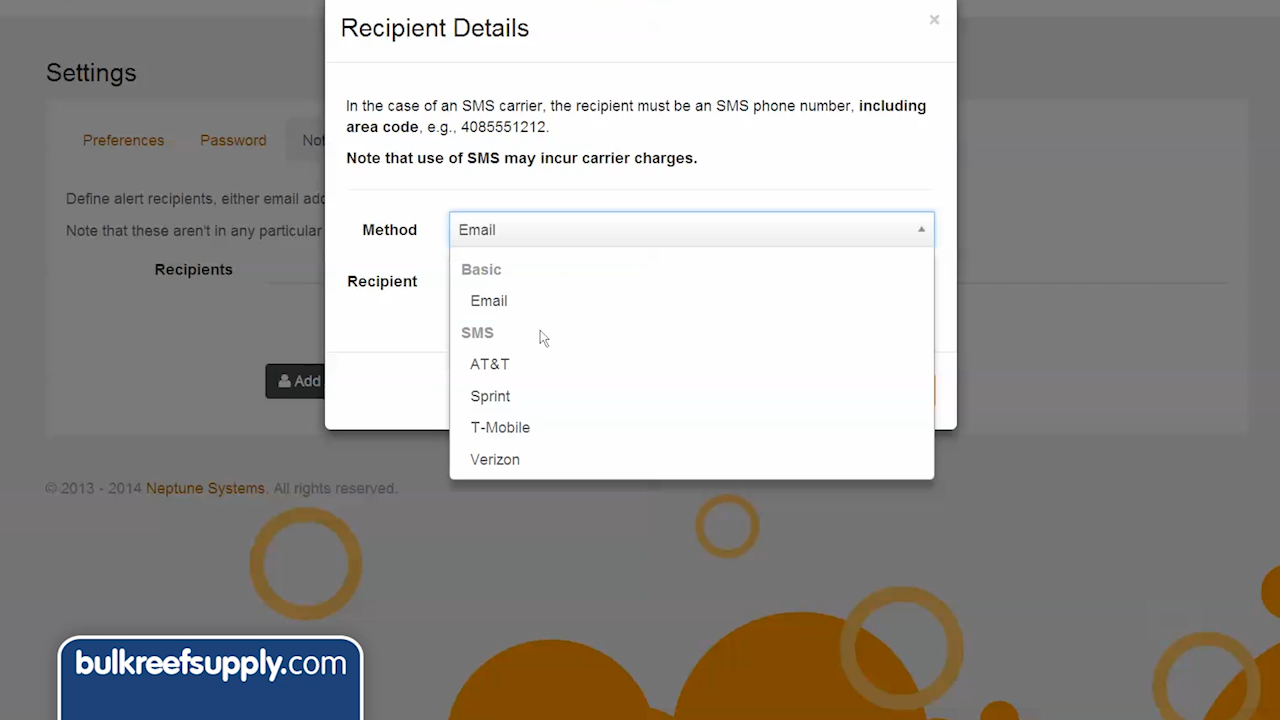 Recipient Details
×
Settings
In the case of an SMS carrier, the recipient must be an SMS phone number, including
area code, e.g., 4085551212.
Preferences
Password
Not
Note that use of SMS may incur carrier charges.
Define alert recipients, either email add
Note that these aren't in any particular
Method
Email
Recipients
Recipient
Basic
Email
SMS
AT&T
Sprint
T-Mobile
Verizon
Add
© 2013 - 2014 Neptune Systems. All rights reserved.
bulkreefsupply.com